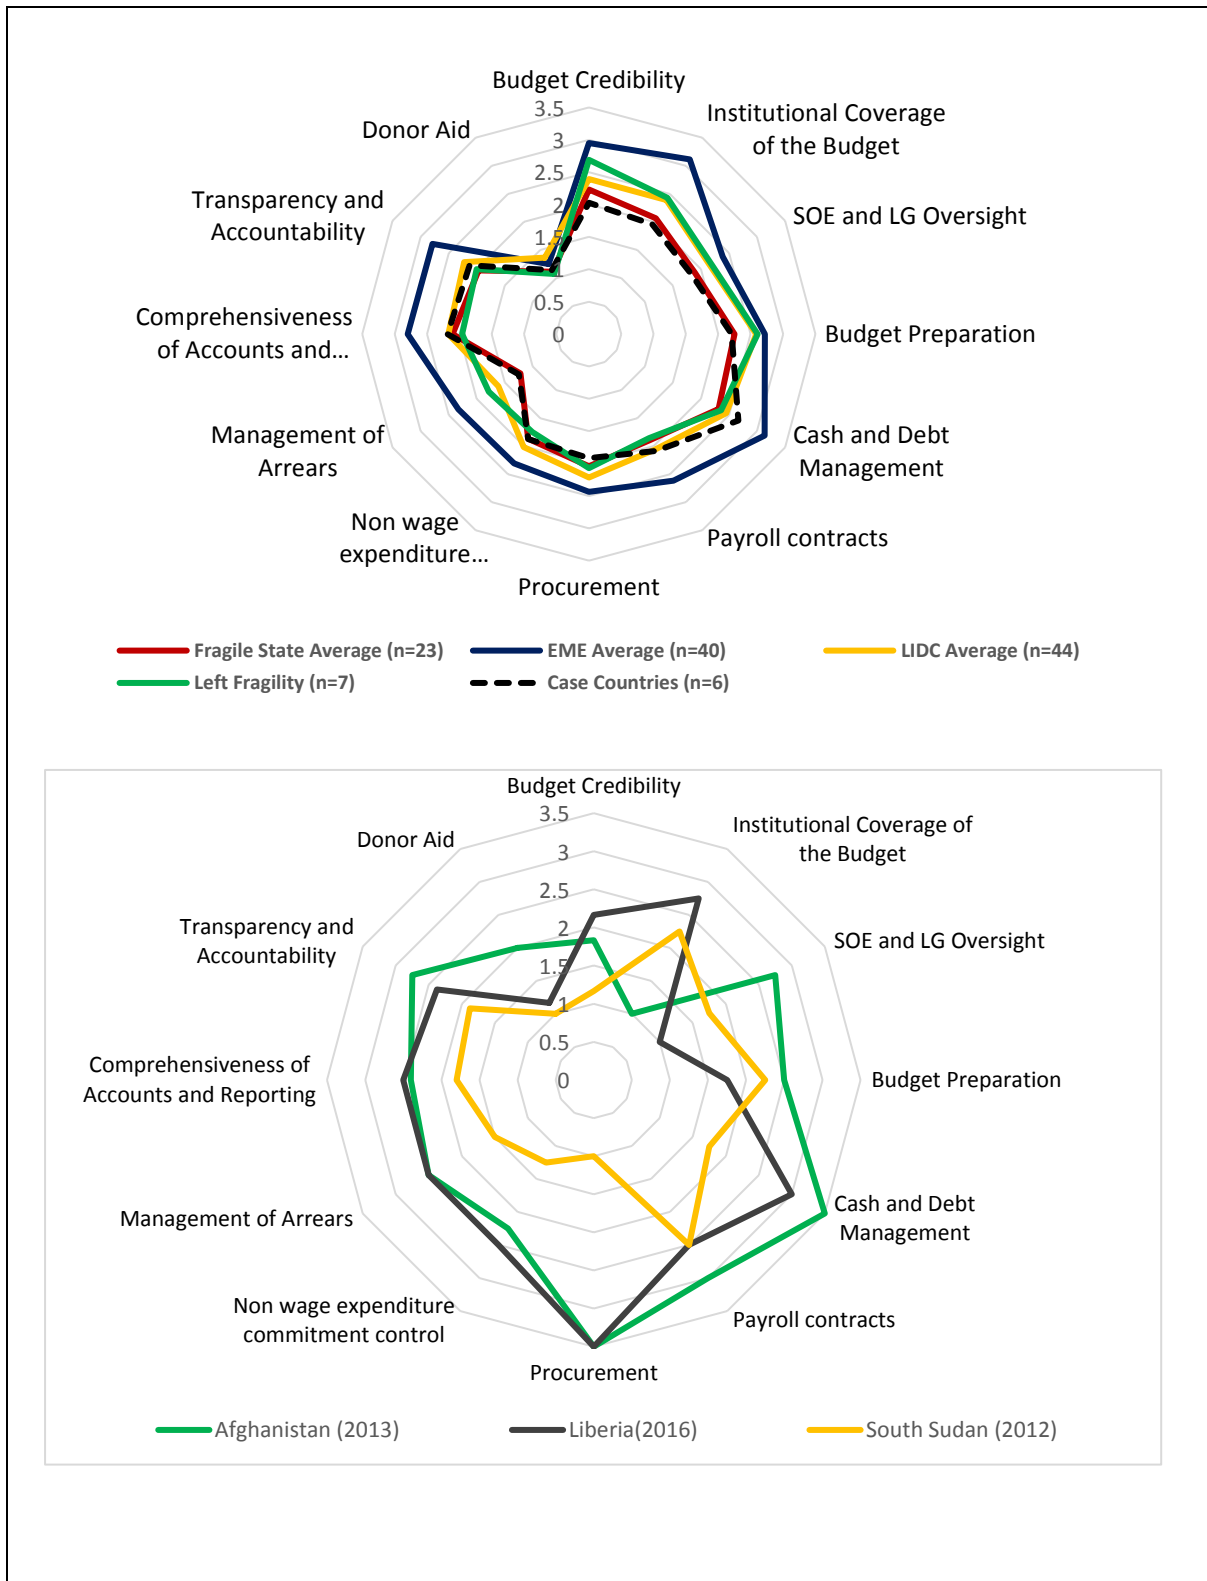 Budget Credibility
Institutional Coverage
of the Budget
SOE and LG Oversight
Budget Preparation
Cash and Debt
Management
Payroll contracts
Procurement
Non wage
expenditure...
Management of
Arrears
Comprehensiveness
of Accounts and...
Transparency and
Accountability
Donor Aid
3.5
3
2.5
2
1.5
1
0.5
0
Fragile State Average (n=23)
EME Average (n=40)
LIDC Average (n=44)
Left Fragility (n=7)
Case Countries (n=6)
Budget Credibility
Institutional Coverage of
the Budget
SOE and LG Oversight
Budget Preparation
Cash and Debt
Management
Payroll contracts
Procurement
Non wage expenditure
commitment control
Management of Arrears
Comprehensiveness of
Accounts and Reporting
Transparency and
Accountability
Donor Aid
3.5
3
2.5
2
1.5
1
0.5
0
Afghanistan (2013)
Liberia(2016)
South Sudan (2012)